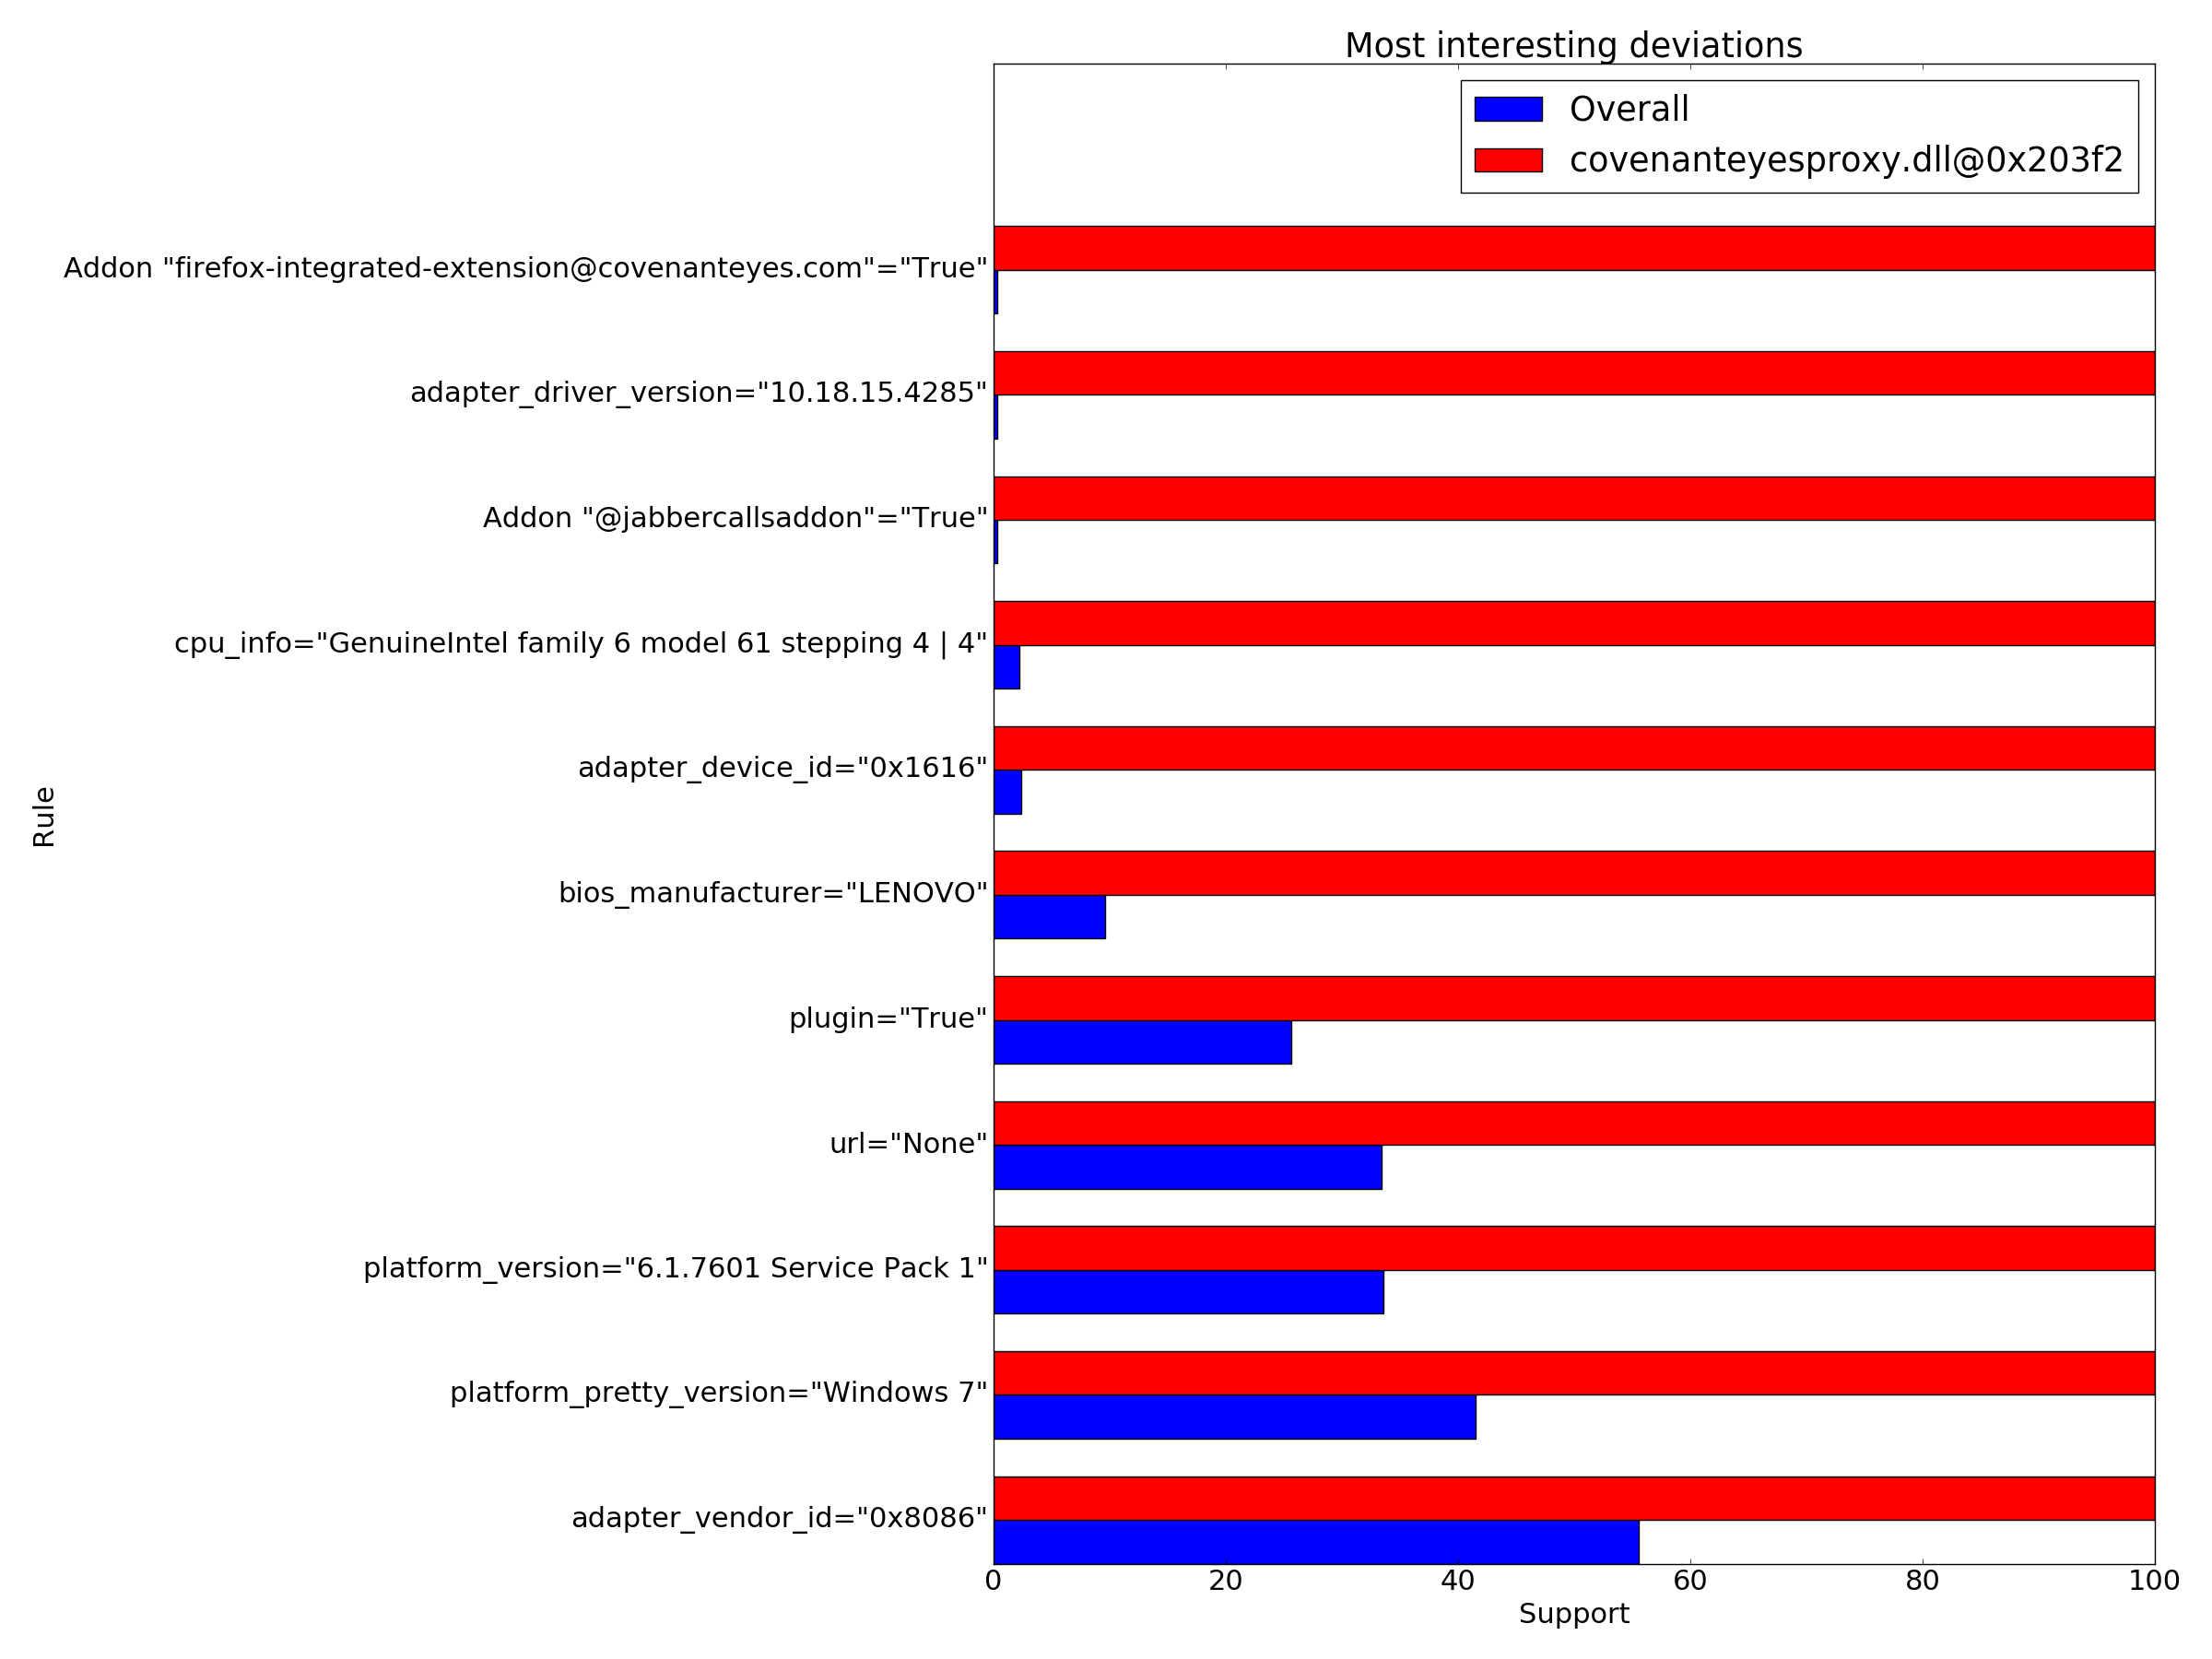 Most interesting deviations
Overall
covenanteyesproxy.dll@0x203f2
Addon "firefox-integrated-extension@covenanteyes.com"="True"
adapter_driver_version="10.18.15.4285"
Addon "@jabbercallsaddon"="True"
cpu_info="GenuineIntel family 6 model 61 stepping 4 | 4"
adapter_device_id="0x1616"
Rule
bios_manufacturer="LENOVO"
plugin="True"
url="None"
platform_version="6.1.7601 Service Pack 1"
platform_pretty_version="Windows 7"
adapter_vendor_id="0x8086"
0 20 40 60 80 100
Support